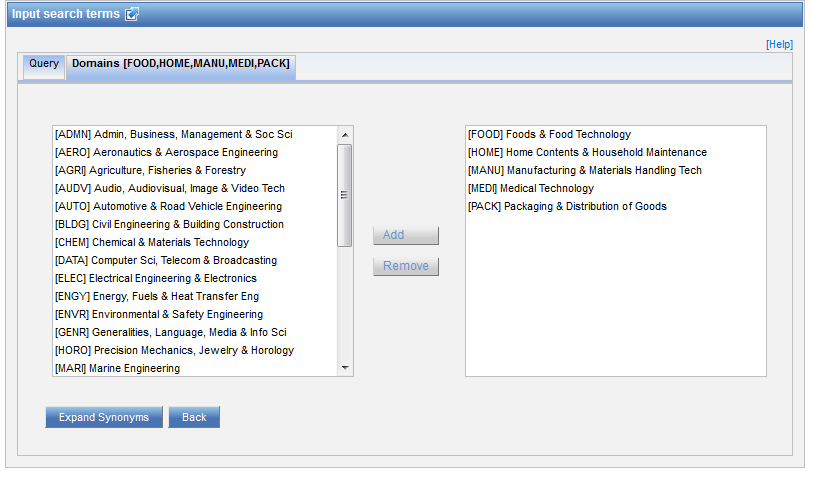 Input search terms
[Help]
Query
Domains [FOOD,HOME,MANU,MEDI,PACK]
[ADMN] Admin, Business, Management & Soc Sci
[AERO] Aeronautics & Aerospace Engineering
[AGRI] Agriculture, Fisheries & Forestry
[AUDV] Audio, Audiovisual, Image & Video Tech
[AUTO] Automotive & Road Vehicle Engineering
[BLDG] Civil Engineering & Building Construction
[CHEM] Chemical & Materials Technology
[DATA] Computer Sci, Telecom & Broadcasting
[ELEC] Electrical Engineering & Electronics
[ENGY] Energy, Fuels & Heat Transfer Eng
[ENVR] Environmental & Safety Engineering
[GENR] Generalities, Language, Media & Info Sci
[HORO] Precision Mechanics, Jewelry & Horology
[MARI] Marine Engineering
Add
Remove
[FOOD] Foods & Food Technology
[HOME] Home Contents & Household Maintenance
[MANU] Manufacturing & Materials Handling Tech
[MEDI] Medical Technology
[PACK] Packaging & Distribution of Goods
Expand Synonyms
Back